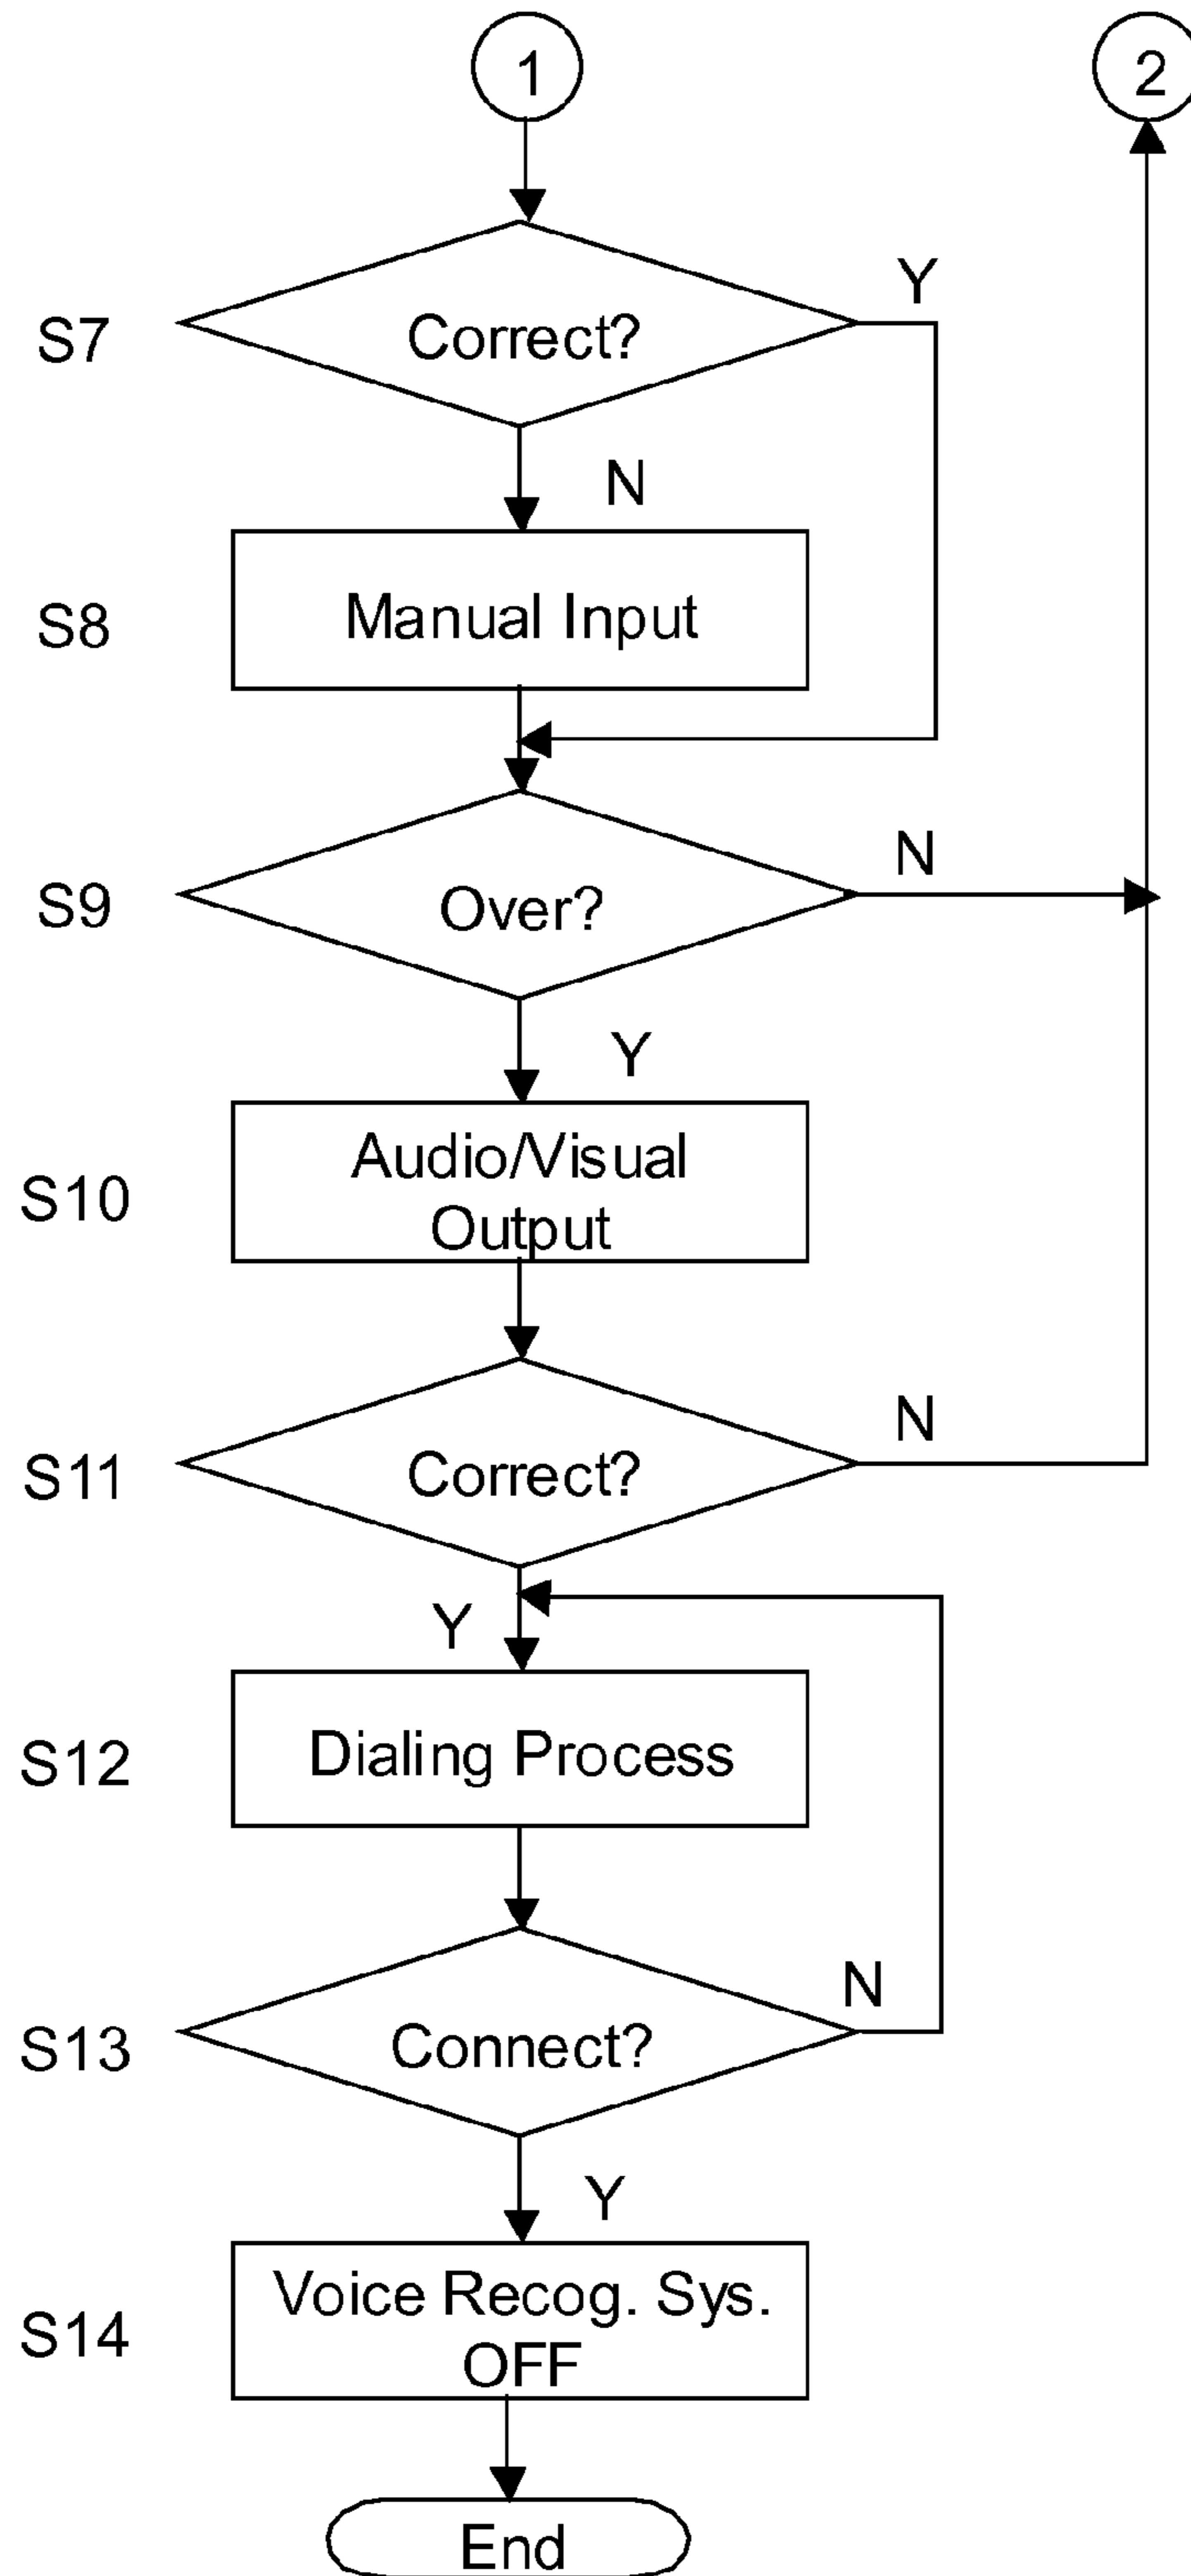 1
2
S7
Correct?
Y
N
S8
Manual Input
S9
Over?
N
Y
S10
Audio/Visual
Output
S11
Correct?
N
Y
S12
Dialing Process
S13
Connect?
N
Y
S14
Voice Recog. Sys.
OFF
End